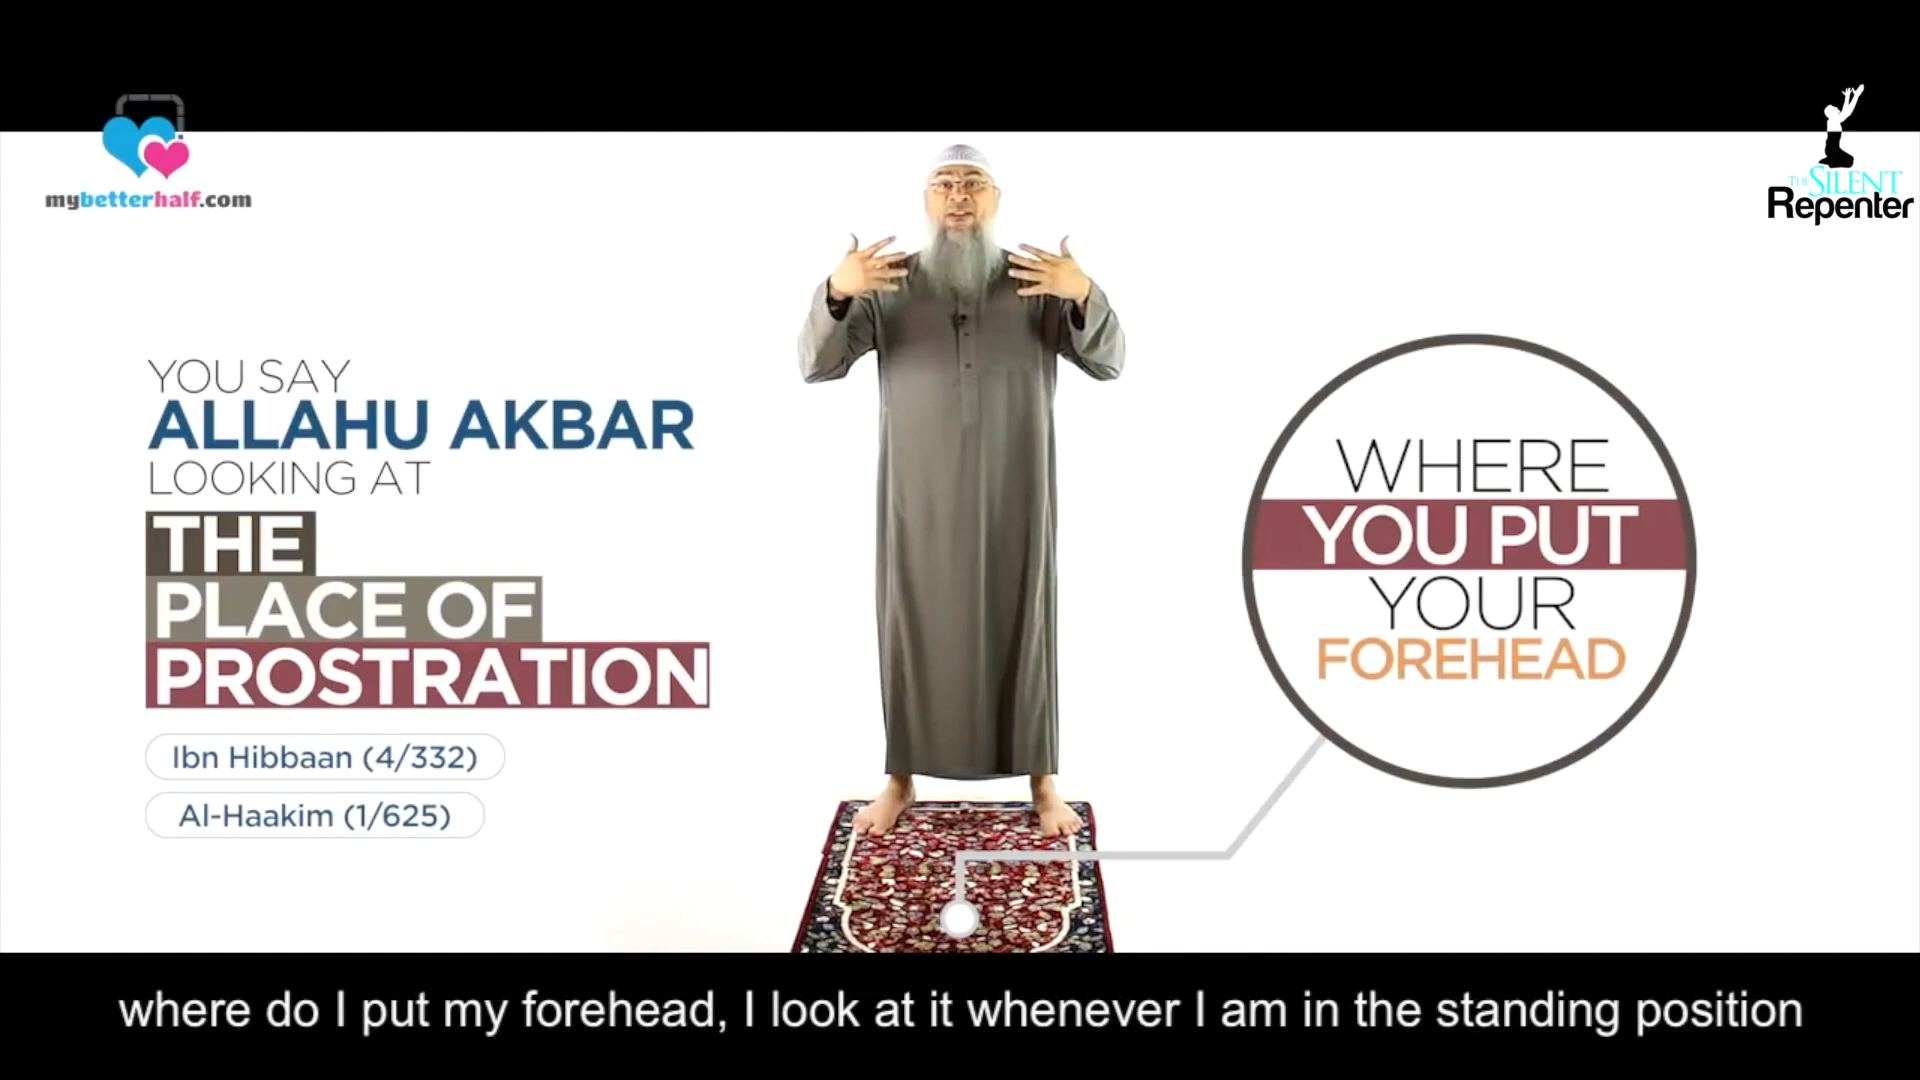 mybetterhalf.com
THE SILENT
Repenter
YOU SAY
ALLAHU AKBAR
LOOKING AT
THE
PLACE OF
PROSTRATION
Ibn Hibbaan (4/332)
Al-Haakim (1/625)
WHERE
YOU PUT
YOUR
FOREHEAD
where do I put my forehead, I look at it whenever I am in the standing position